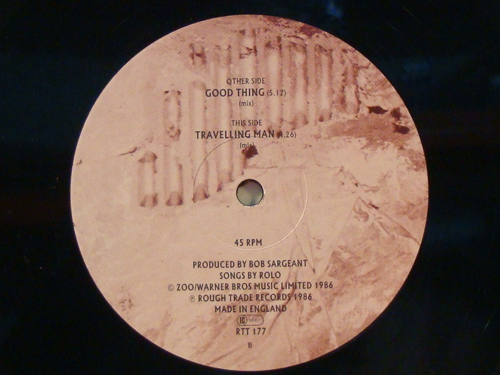 OTHER SIDE
GOOD THING (5.12)
(mix)
THIS SIDE
TRAVELLING MAN (4.26)
(mix)
45 RPM
PRODUCED BY BOB SARGEANT
SONGS BY ROLO
© ZOO/WARNER BROS MUSIC LIMITED 1986
℗ ROUGH TRADE RECORDS 1986
MADE IN ENGLAND
RTT 177
B